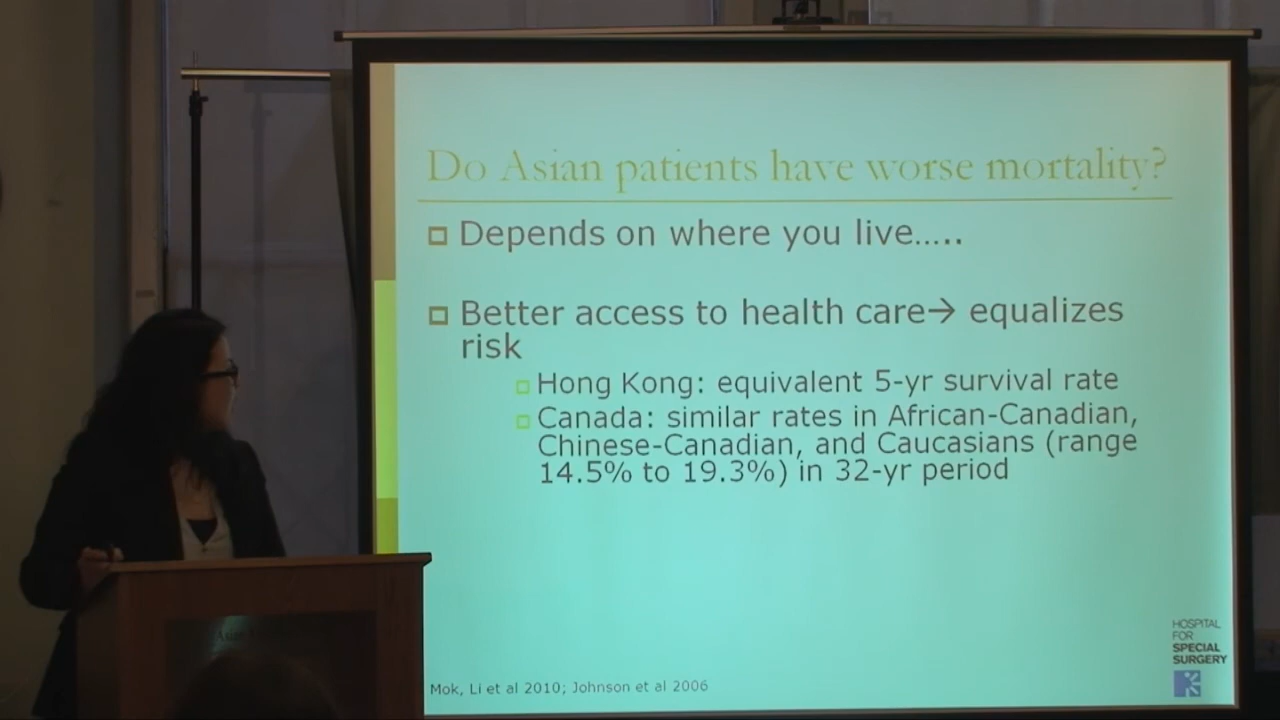 Do Asian patients have worse mortality?
Depends on where you live.....
Better access to health care→ equalizes
risk
Hong Kong: equivalent 5-yr survival rate
Canada: similar rates in African-Canadian,
Chinese-Canadian, and Caucasians (range
14.5% to 19.3%) in 32-yr period
HOSPITAL
FOR
SPECIAL
SURGERY
Mok, Li et al 2010; Johnson et al 2006